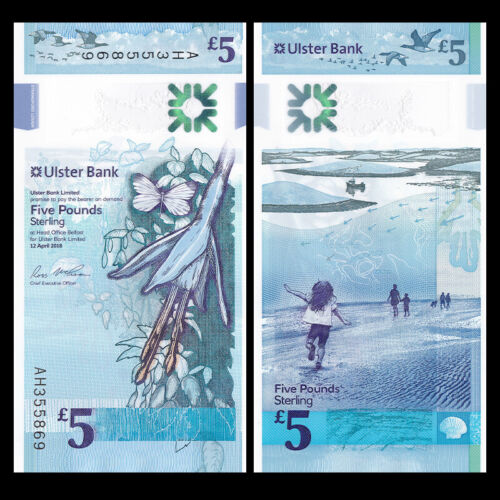 AH355869
£5
Ulster Bank
Ulster Bank Limited
promise to pay the bearer on demand
Five Pounds
Sterling
at Head Office Belfast
for Ulster Bank Limited
12 April 2018
Chief Executive Officer
AH355869
£5
Ulster Bank
£5
Five Pounds
Sterling
£5